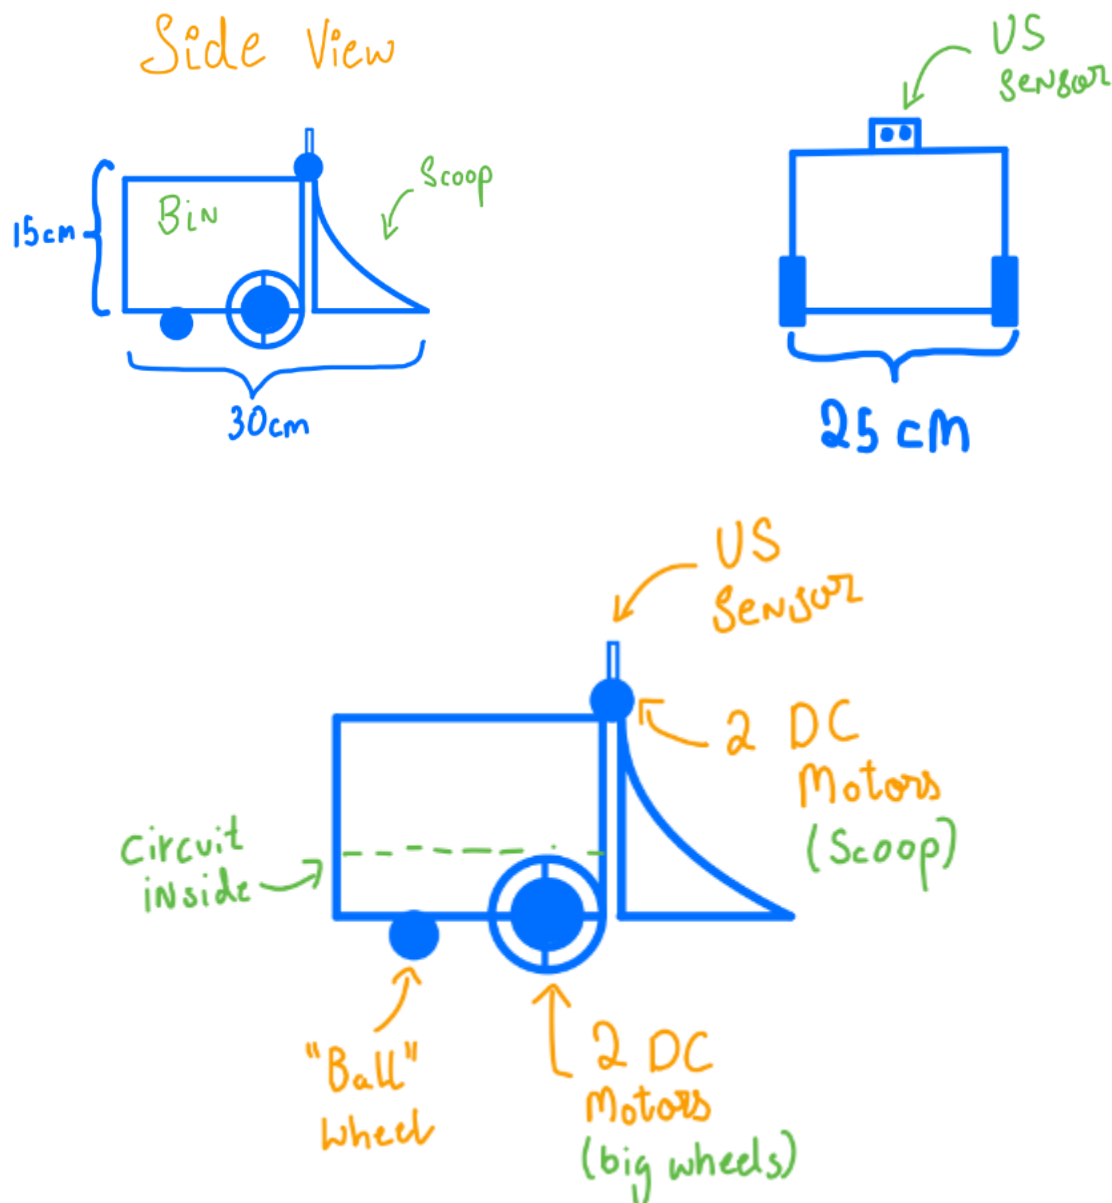 Side View
US
Sensor
Bin
Scoop
15cm
30cm
25 cm
US
Sensor
2 DC
Motors
(Scoop)
Circuit
inside
"Ball"
Wheel
2 DC
Motors
(big wheels)